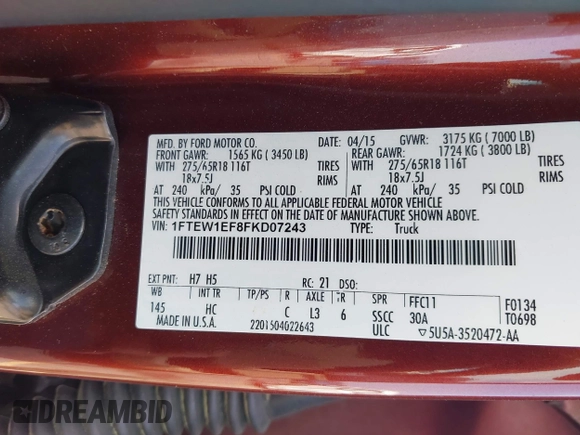 MFD. BY FORD MOTOR CO. 04/15 GVWR: 3175 KG ( 7000 LB)
FRONT GAWR: 1565 KG ( 3450 LB) REAR GAWR: 1724 KG ( 3800 LB)
WITH 275/65R18 116T TIRES WITH 275/65R18 116T TIRES
18x7.5J RIMS 18x7.5J RIMS
AT 240 kPa/ 35 PSI COLD AT 240 kPa/ 35 PSI COLD
THIS VEHICLE CONFORMS TO ALL APPLICABLE FEDERAL MOTOR VEHICLE
SAFETY STANDARDS IN EFFECT ON THE DATE OF MANUFACTURE SHOWN ABOVE.
VIN: 1FTEW1EF8FKD07243 TYPE: Truck
EXT PNT: H7 H5 RC: 21 DSO:
WB INT TR TP/PS R AXLE TR SPR FFC11 F0134
145 HC C L3 6 SSCC 30A T0698
MADE IN U.S.A. 2201504022643 ULC ▽5U5A-3520472-AA
DREAMBID